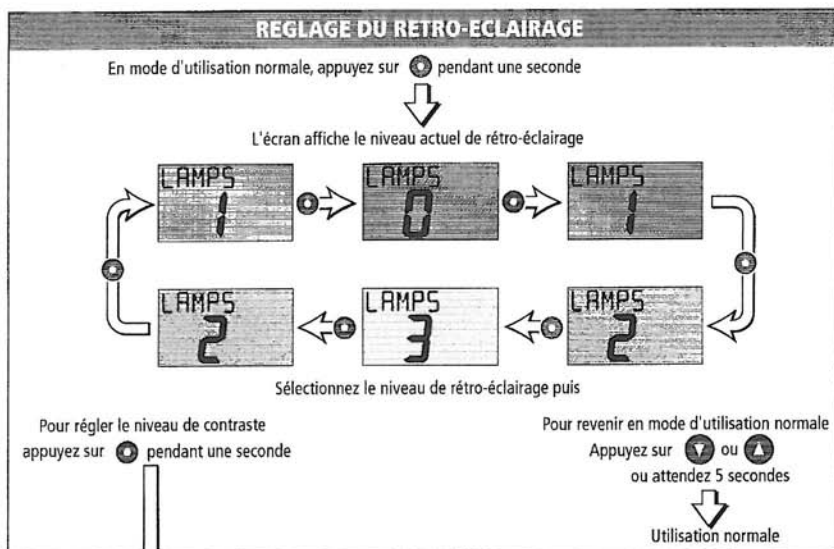 REGLAGE DU RETRO-ECLAIRAGE
En mode d'utilisation normale, appuyez sur pendant une seconde
L'écran affiche le niveau actuel de rétro-éclairage
LAMPS
1
LAMPS
0
LAMPS
1
LAMPS
2
LAMPS
3
LAMPS
2
Sélectionnez le niveau de rétro-éclairage puis
Pour régler le niveau de contraste
appuyez sur pendant une seconde
Pour revenir en mode d'utilisation normale
Appuyez sur ou
ou attendez 5 secondes
Utilisation normale